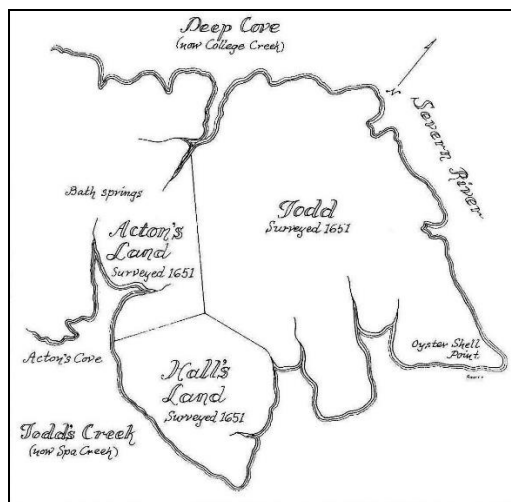 Deep Cove
(now College Creek)
N
Severn River
Bath springs
Todd
Surveyed 1651
Acton's
Land
Surveyed 1651
Acton's Cove
Oyster Shell
Point
Hall's
Land
Surveyed 1651
Todd's Creek
(now Spa Creek)